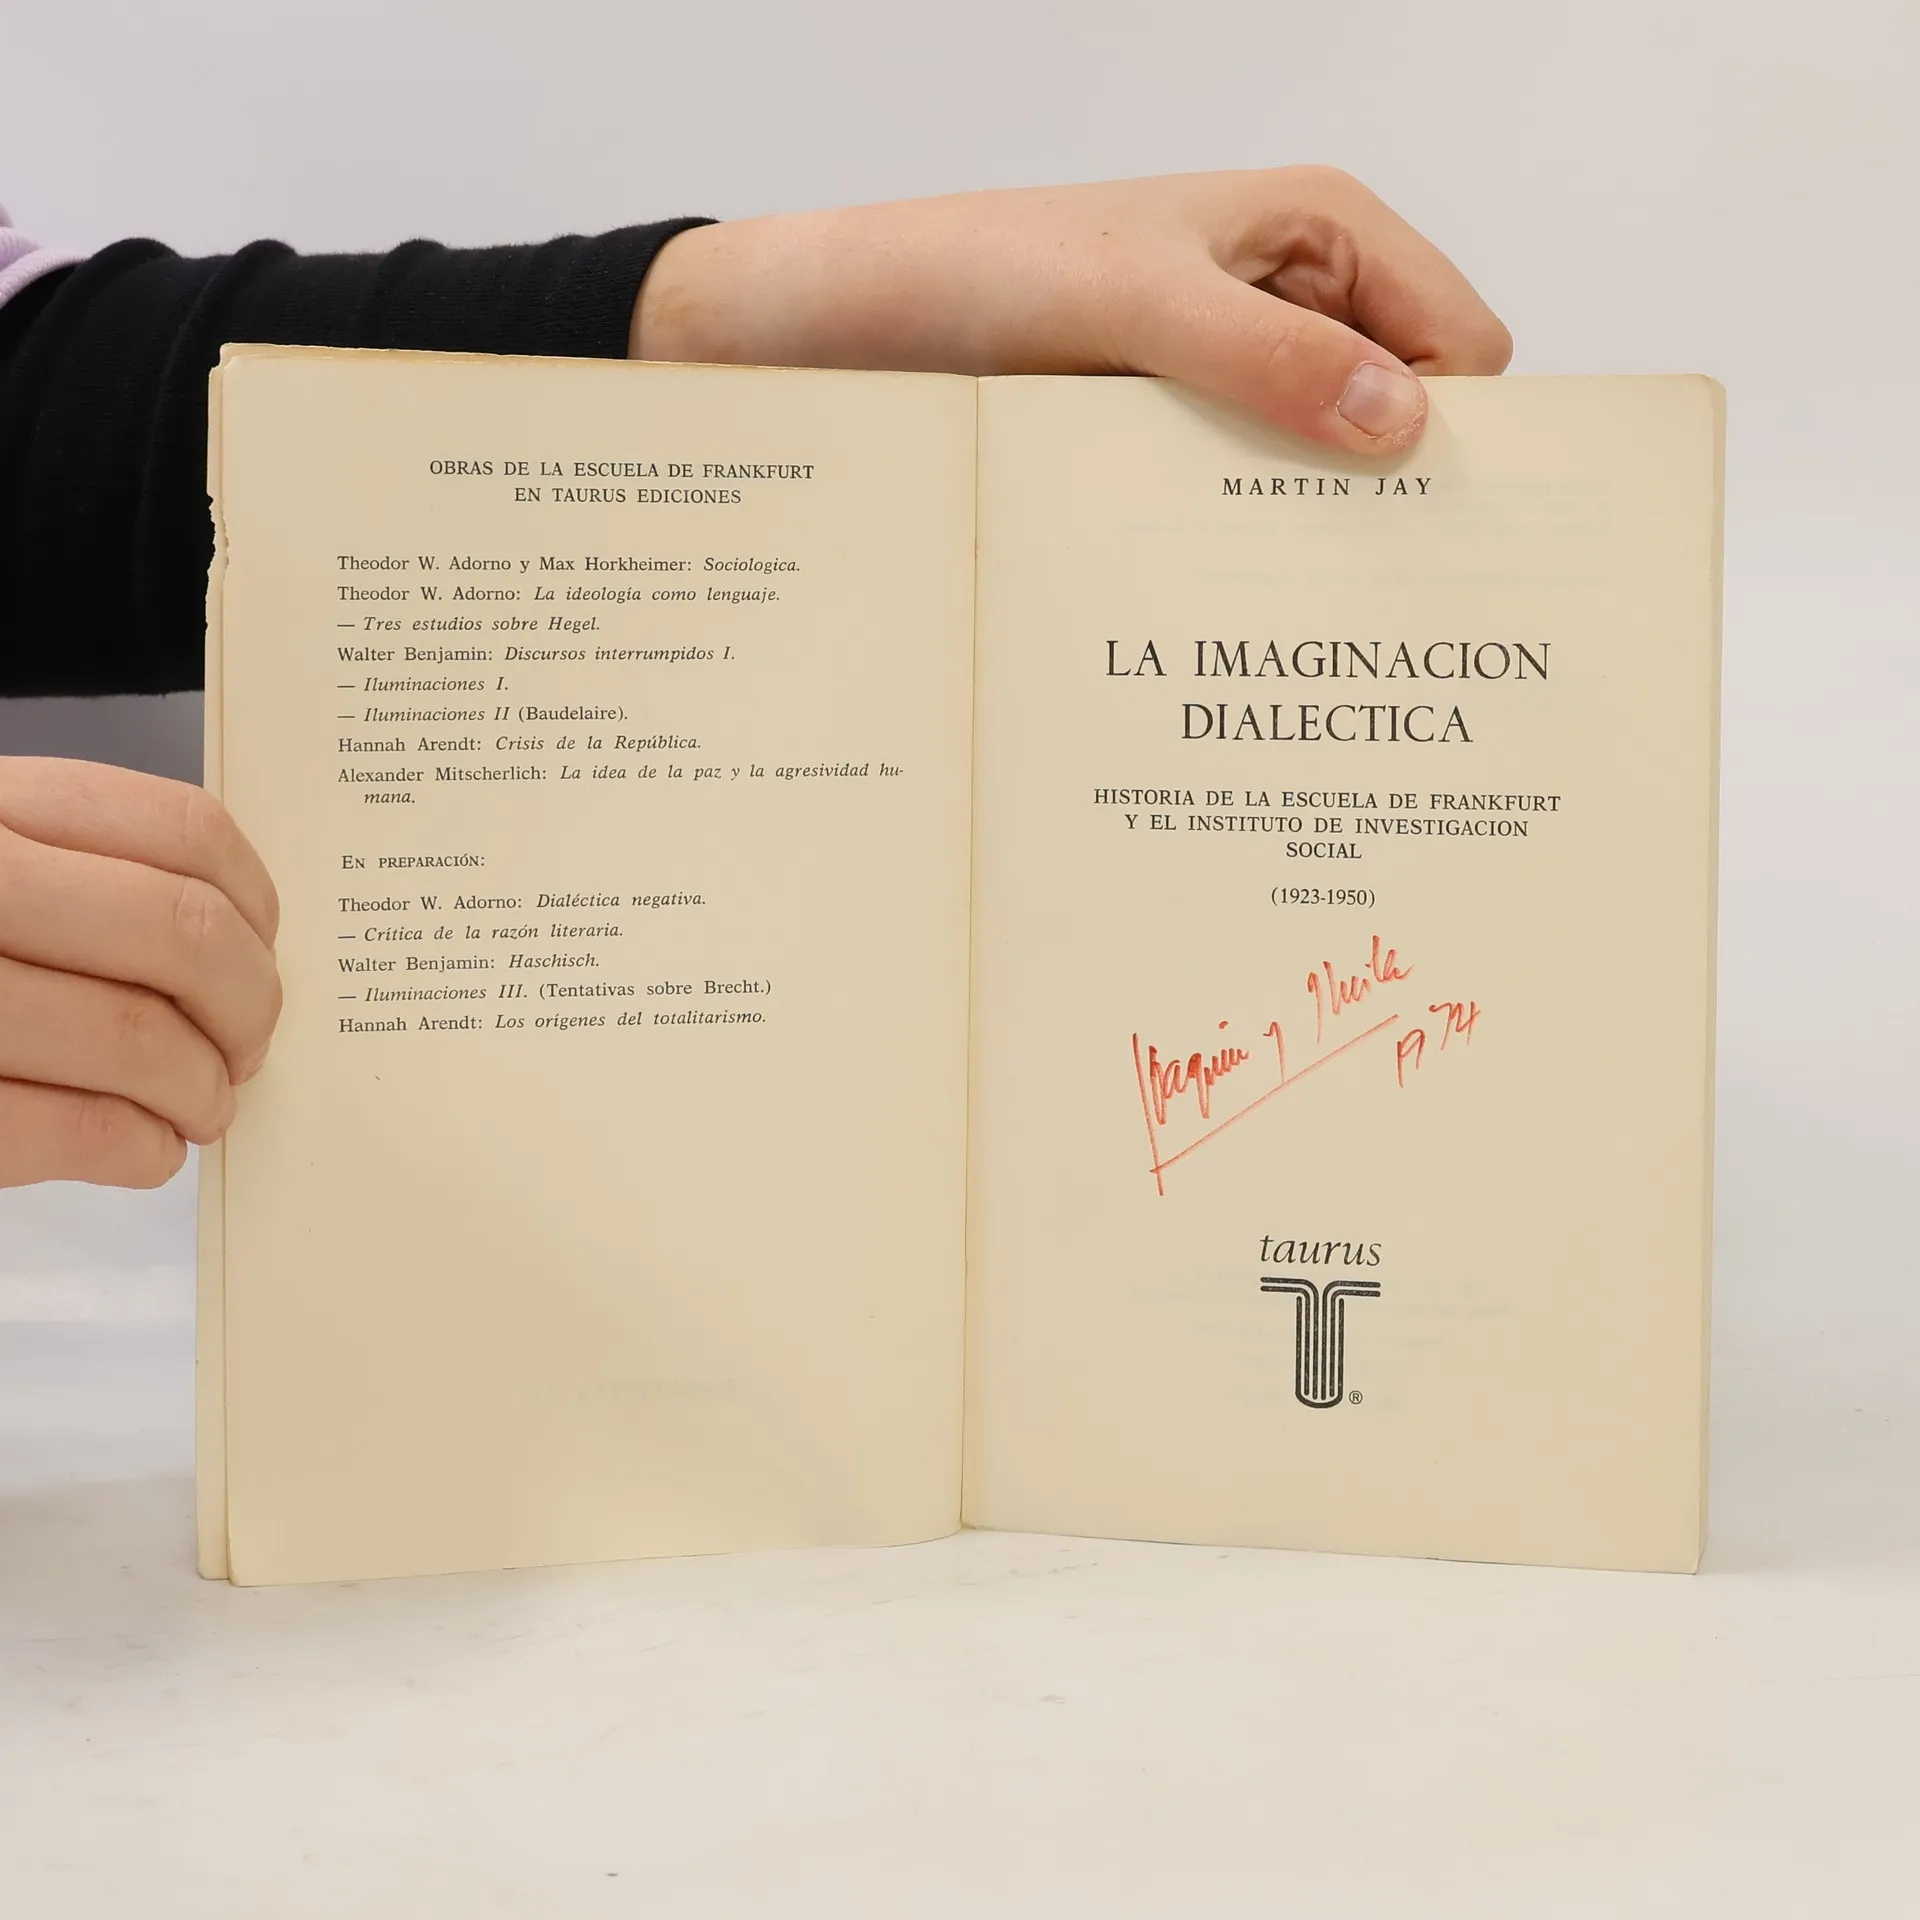 OBRAS DE LA ESCUELA DE FRANKFURT
EN TAURUS EDICIONES
Theodor W. Adorno y Max Horkheimer: Sociologica.
Theodor W. Adorno: La ideología como lenguaje.
— Tres estudios sobre Hegel.
Walter Benjamin: Discursos interrumpidos I.
— Iluminaciones I.
— Iluminaciones II (Baudelaire).
Hannah Arendt: Crisis de la República.
Alexander Mitscherlich: La idea de la paz y la agresividad hu-
mana.
EN PREPARACIÓN:
Theodor W. Adorno: Dialéctica negativa.
— Crítica de la razón literaria.
Walter Benjamin: Haschisch.
— Iluminaciones III. (Tentativas sobre Brecht.)
Hannah Arendt: Los orígenes del totalitarismo.
MARTIN JAY
LA IMAGINACION
DIALECTICA
HISTORIA DE LA ESCUELA DE FRANKFURT
Y EL INSTITUTO DE INVESTIGACION
SOCIAL
(1923-1950)
Joaquin y
1974
taurus
®